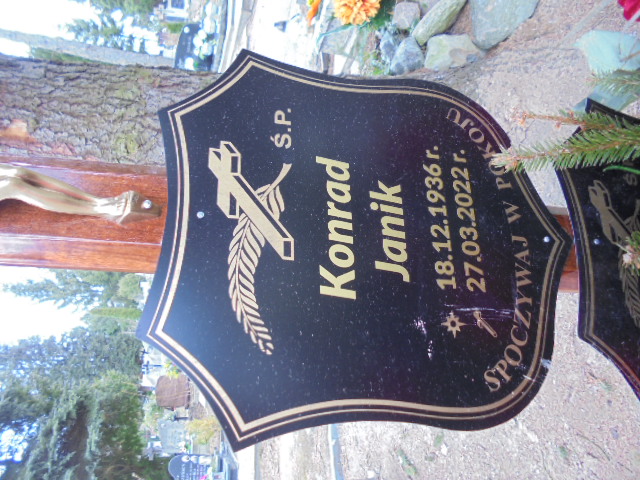 Ś.P.
Konrad
Janik
18.12.1936 r.
27.03.2022 r.
SPOCZYWAJ W POKOJU